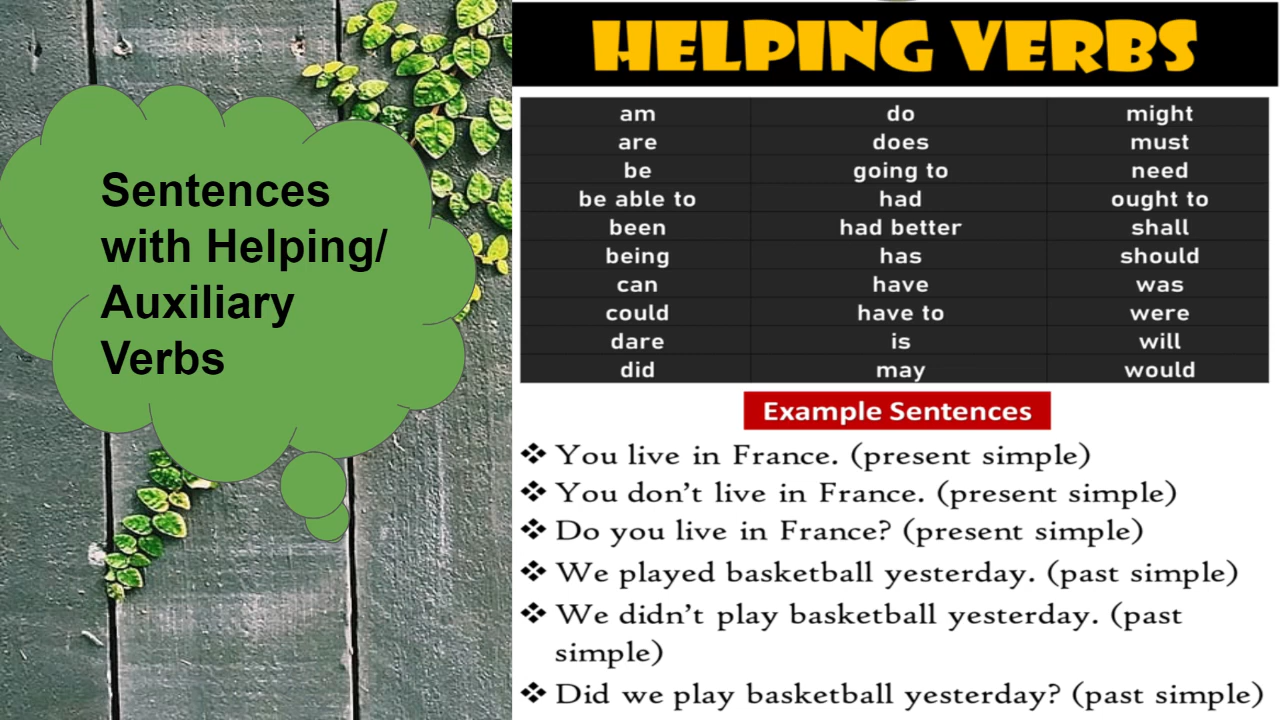 Sentences
with Helping/
Auxiliary
Verbs
HELPING VERBS
am do might
are does must
be going to need
be able to had ought to
been had better shall
being has should
can have was
could have to were
dare is will
did may would
Example Sentences
❖ You live in France. (present simple)
❖ You don't live in France. (present simple)
❖ Do you live in France? (present simple)
❖ We played basketball yesterday. (past simple)
❖ We didn't play basketball yesterday. (past
simple)
❖ Did we play basketball yesterday? (past simple)